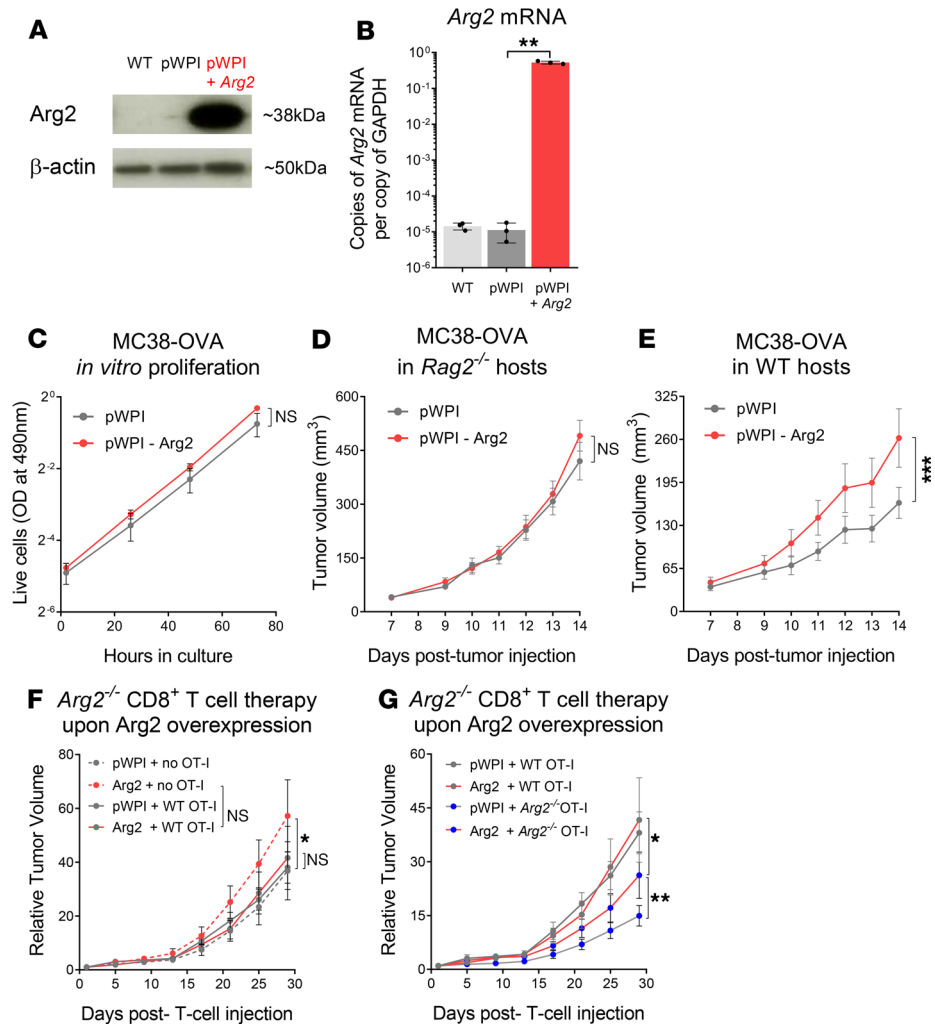 A
WT pWPI pWPI
+ Arg2
Arg2
~38kDa
β-actin
~50kDa
B
Arg2 mRNA
**
Copies of Arg2 mRNA
per copy of GAPDH
10⁰
10⁻¹
10⁻²
10⁻³
10⁻⁴
10⁻⁵
10⁻⁶
WT pWPI pWPI
+ Arg2
C
MC38-OVA
in vitro proliferation
pWPI
pWPI - Arg2
NS
Live cells (OD at 490nm)
2⁰
2⁻²
2⁻⁴
2⁻⁶
0 20 40 60 80
Hours in culture
D
MC38-OVA
in Rag2⁻/⁻ hosts
pWPI
pWPI - Arg2
NS
Tumor volume (mm³)
600
450
300
150
0
7 8 9 10 11 12 13 14
Days post-tumor injection
E
MC38-OVA
in WT hosts
pWPI
pWPI - Arg2
***
Tumor volume (mm³)
325
260
195
130
65
0
7 8 9 10 11 12 13 14
Days post-tumor injection
F
Arg2⁻/⁻ CD8⁺ T cell therapy
upon Arg2 overexpression
pWPI + no OT-I
Arg2 + no OT-I
pWPI + WT OT-I
Arg2 + WT OT-I
NS
*
NS
Relative Tumor Volume
80
60
40
20
0
0 5 10 15 20 25 30
Days post- T-cell injection
G
Arg2⁻/⁻ CD8⁺ T cell therapy
upon Arg2 overexpression
pWPI + WT OT-I
Arg2 + WT OT-I
pWPI + Arg2⁻/⁻OT-I
Arg2 + Arg2⁻/⁻ OT-I
*
**
Relative Tumor Volume
60
45
30
15
0
0 5 10 15 20 25 30
Days post- T-cell injection